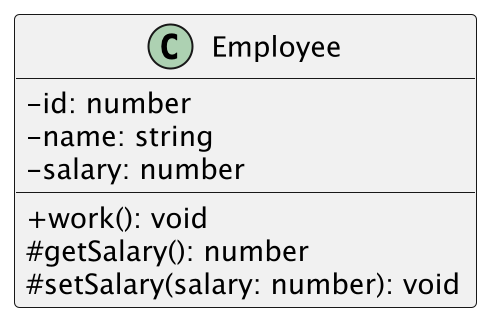 C Employee
-id: number
-name: string
-salary: number
+work(): void
#getSalary(): number
#setSalary(salary: number): void